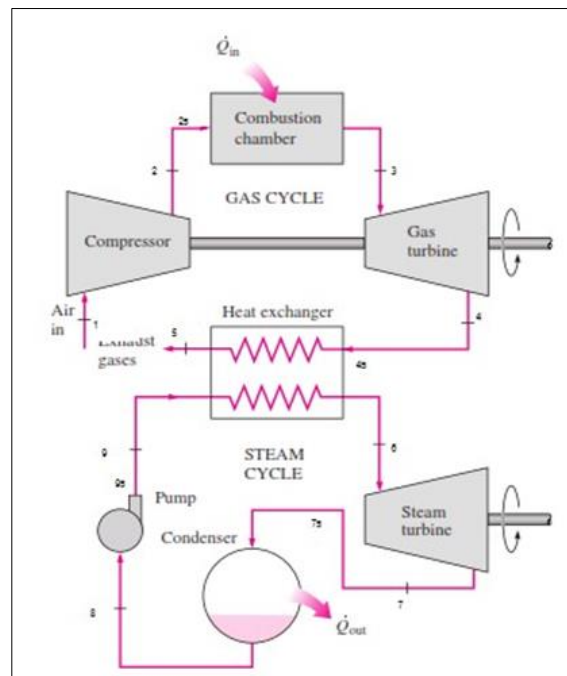 Q̇in
Combustion
chamber
2s
2
3
GAS CYCLE
Compressor
Gas
turbine
Air
in
1
Heat exchanger
5
4
gases
4s
9
STEAM
CYCLE
6
9s
Pump
Steam
turbine
Condenser
7s
8
7
Q̇out